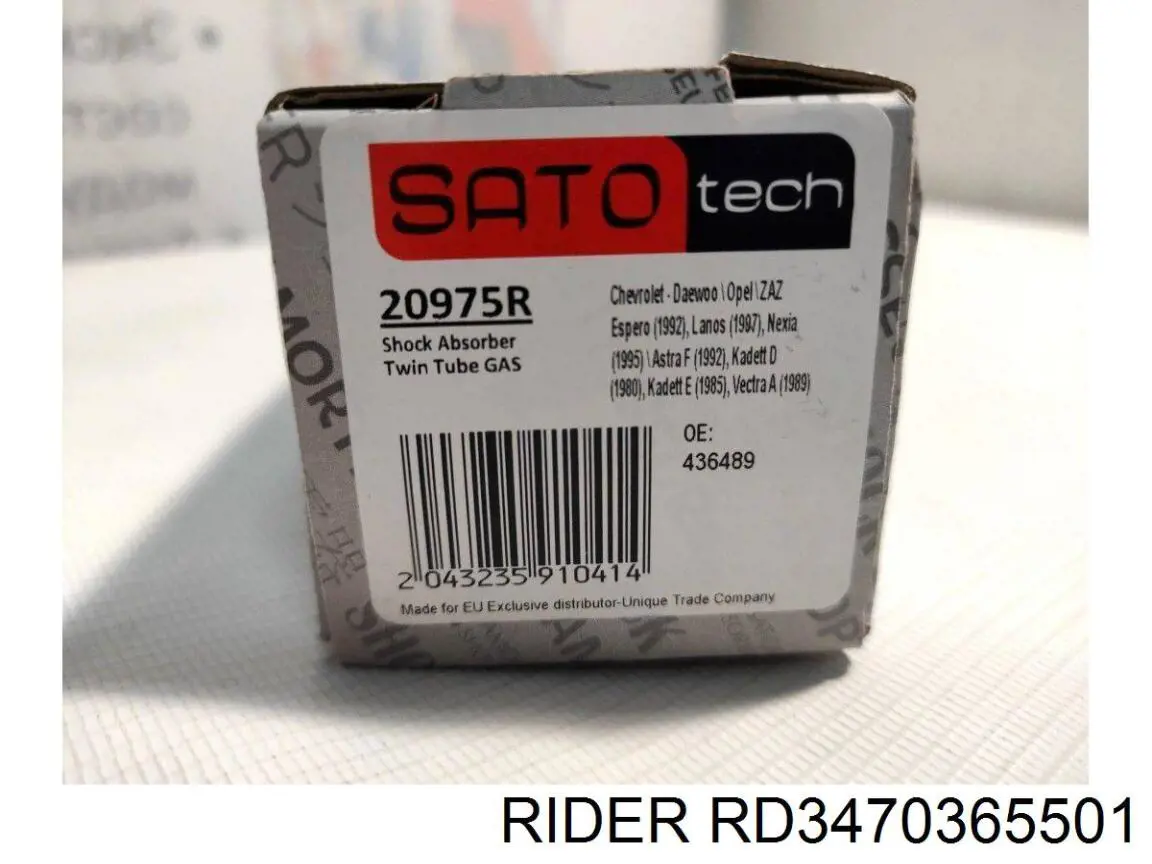 SATO tech
20975R
Shock Absorber
Twin Tube GAS
Chevrolet - Daewoo \ Opel \ ZAZ
Espero (1992), Lanos (1987), Nexia
(1995) \ Astra F (1992), Kadett D
(1980), Kadett E (1985), Vectra A (1989)
OE:
436489
2 043235 910414
Made for EU Exclusive distributor-Unique Trade Company
RIDER RD3470365501